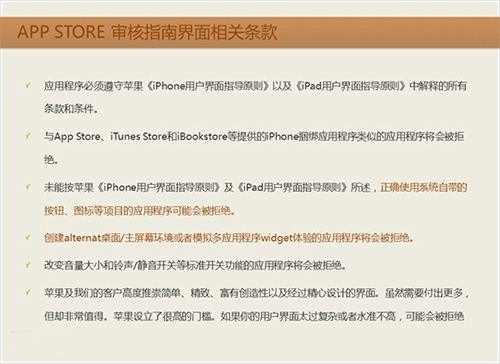 APP STORE 审核指南界面相关条款
应用程序必须遵守苹果《iPhone用户界面指导原则》以及《iPad用户界面指导原则》中解释的所有
条款和条件。
与App Store、iTunes Store和iBookstore等提供的iPhone捆绑应用程序类似的应用程序将会被拒
绝。
未能按苹果《iPhone用户界面指导原则》及《iPad用户界面指导原则》所述，正确使用系统自带的
按钮、图标等项目的应用程序可能会被拒绝。
创建alternat桌面/主屏幕环境或者模拟多应用程序widget体验的应用程序将会被拒绝。
改变音量大小和铃声/静音开关等标准开关功能的应用程序将会被拒绝。
苹果及我们的客户高度推崇简单、精致、富有创造性以及经过精心设计的界面。虽然需要付出更多，
但却非常值得。苹果设立了很高的门槛。如果你的用户界面太过复杂或者水准不高，可能会被拒绝